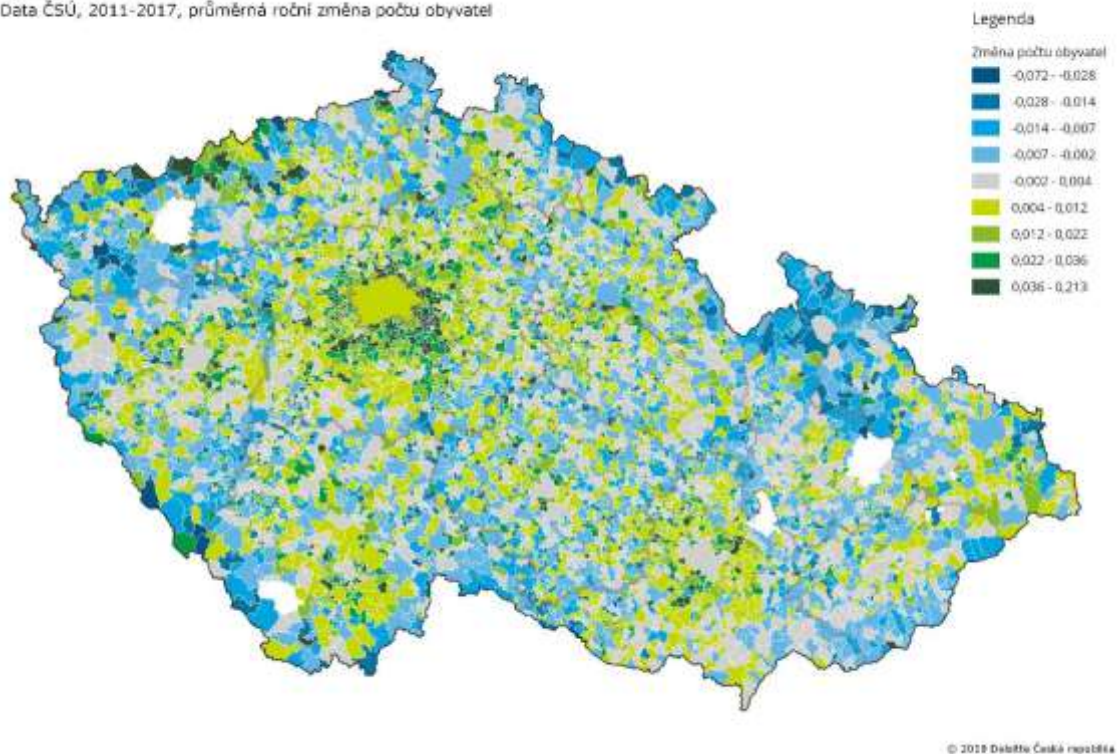 Data ČSÚ, 2011-2017, průměrná roční změna počtu obyvatel
Legenda
Změna počtu obyvatel
-0,072 - -0,028
-0,028 - -0,014
-0,014 - -0,007
-0,007 - -0,002
-0,002 - 0,004
0,004 - 0,012
0,012 - 0,022
0,022 - 0,036
0,036 - 0,213
© 2018 Deloitte Česká republika